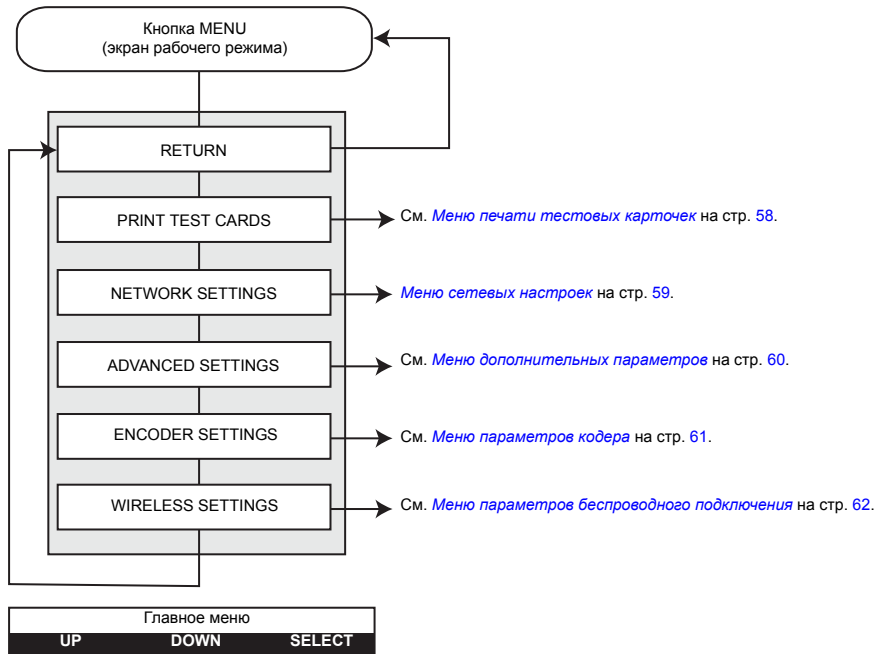 Кнопка MENU
(экран рабочего режима)
RETURN
PRINT TEST CARDS
См. Меню печати тестовых карточек на стр. 58.
NETWORK SETTINGS
Меню сетевых настроек на стр. 59.
ADVANCED SETTINGS
См. Меню дополнительных параметров на стр. 60.
ENCODER SETTINGS
См. Меню параметров кодера на стр. 61.
WIRELESS SETTINGS
См. Меню параметров беспроводного подключения на стр. 62.
Главное меню
UP DOWN SELECT